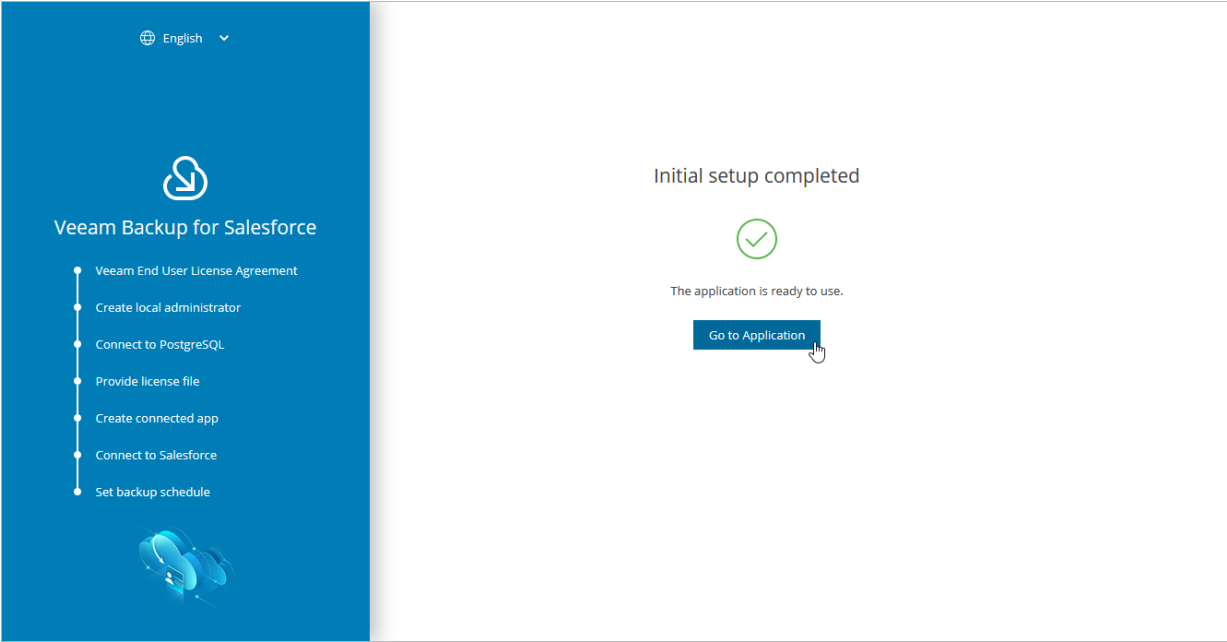 English
Veeam Backup for Salesforce
Veeam End User License Agreement
Create local administrator
Connect to PostgreSQL
Provide license file
Create connected app
Connect to Salesforce
Set backup schedule
Initial setup completed
The application is ready to use.
Go to Application